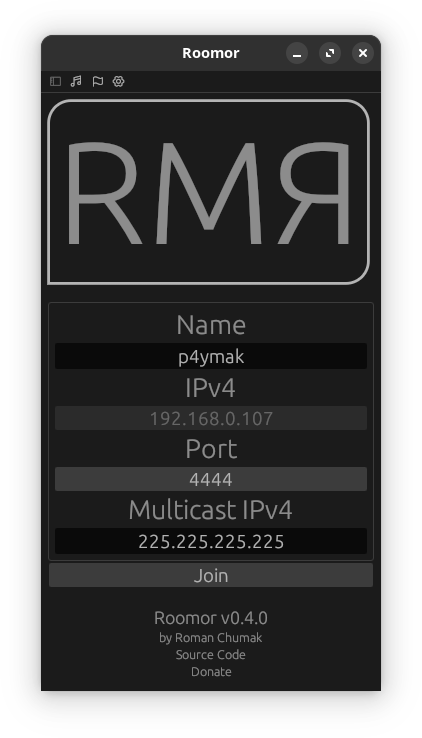 Roomor
RMЯ
Name
p4ymak
IPv4
192.168.0.107
Port
4444
Multicast IPv4
225.225.225.225
Join
Roomor v0.4.0
by Roman Chumak
Source Code
Donate